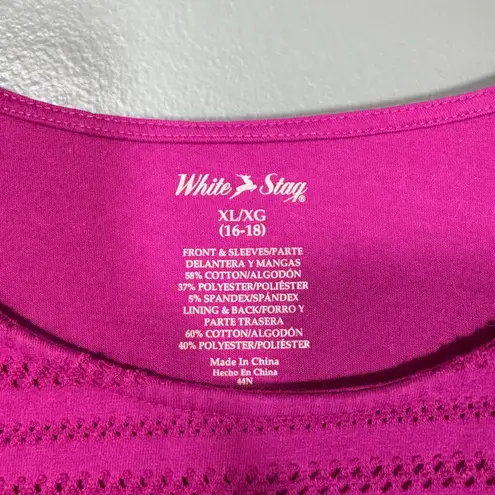 White Stag®
XL/XG
(16-18)
FRONT & SLEEVES/PARTE
DELANTERA Y MANGAS
58% COTTON/ALGODÓN
37% POLYESTER/POLIÉSTER
5% SPANDEX/SPÁNDEX
LINING & BACK/FORRO Y
PARTE TRASERA
60% COTTON/ALGODÓN
40% POLYESTER/POLIÉSTER
Made In China
Hecho En China
44N